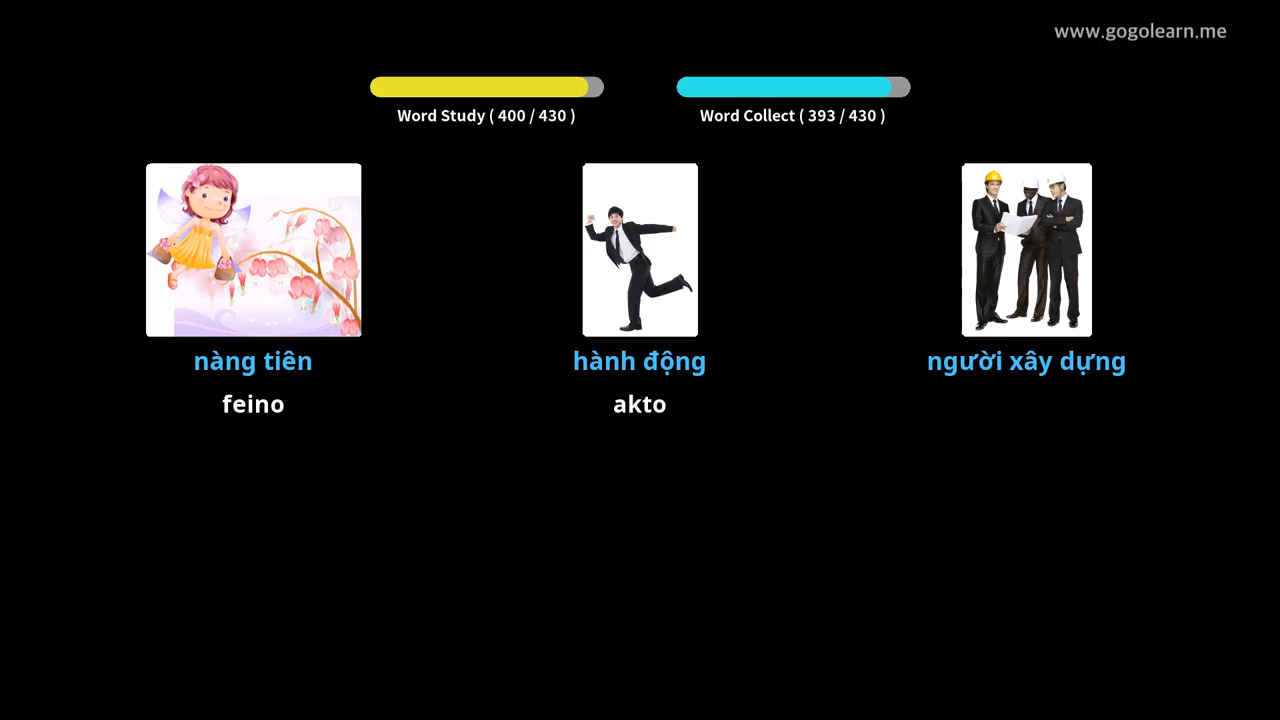 www.gogolearn.me
Word Study ( 400 / 430 )
Word Collect ( 393 / 430 )
nàng tiên
hành động
người xây dựng
feino
akto